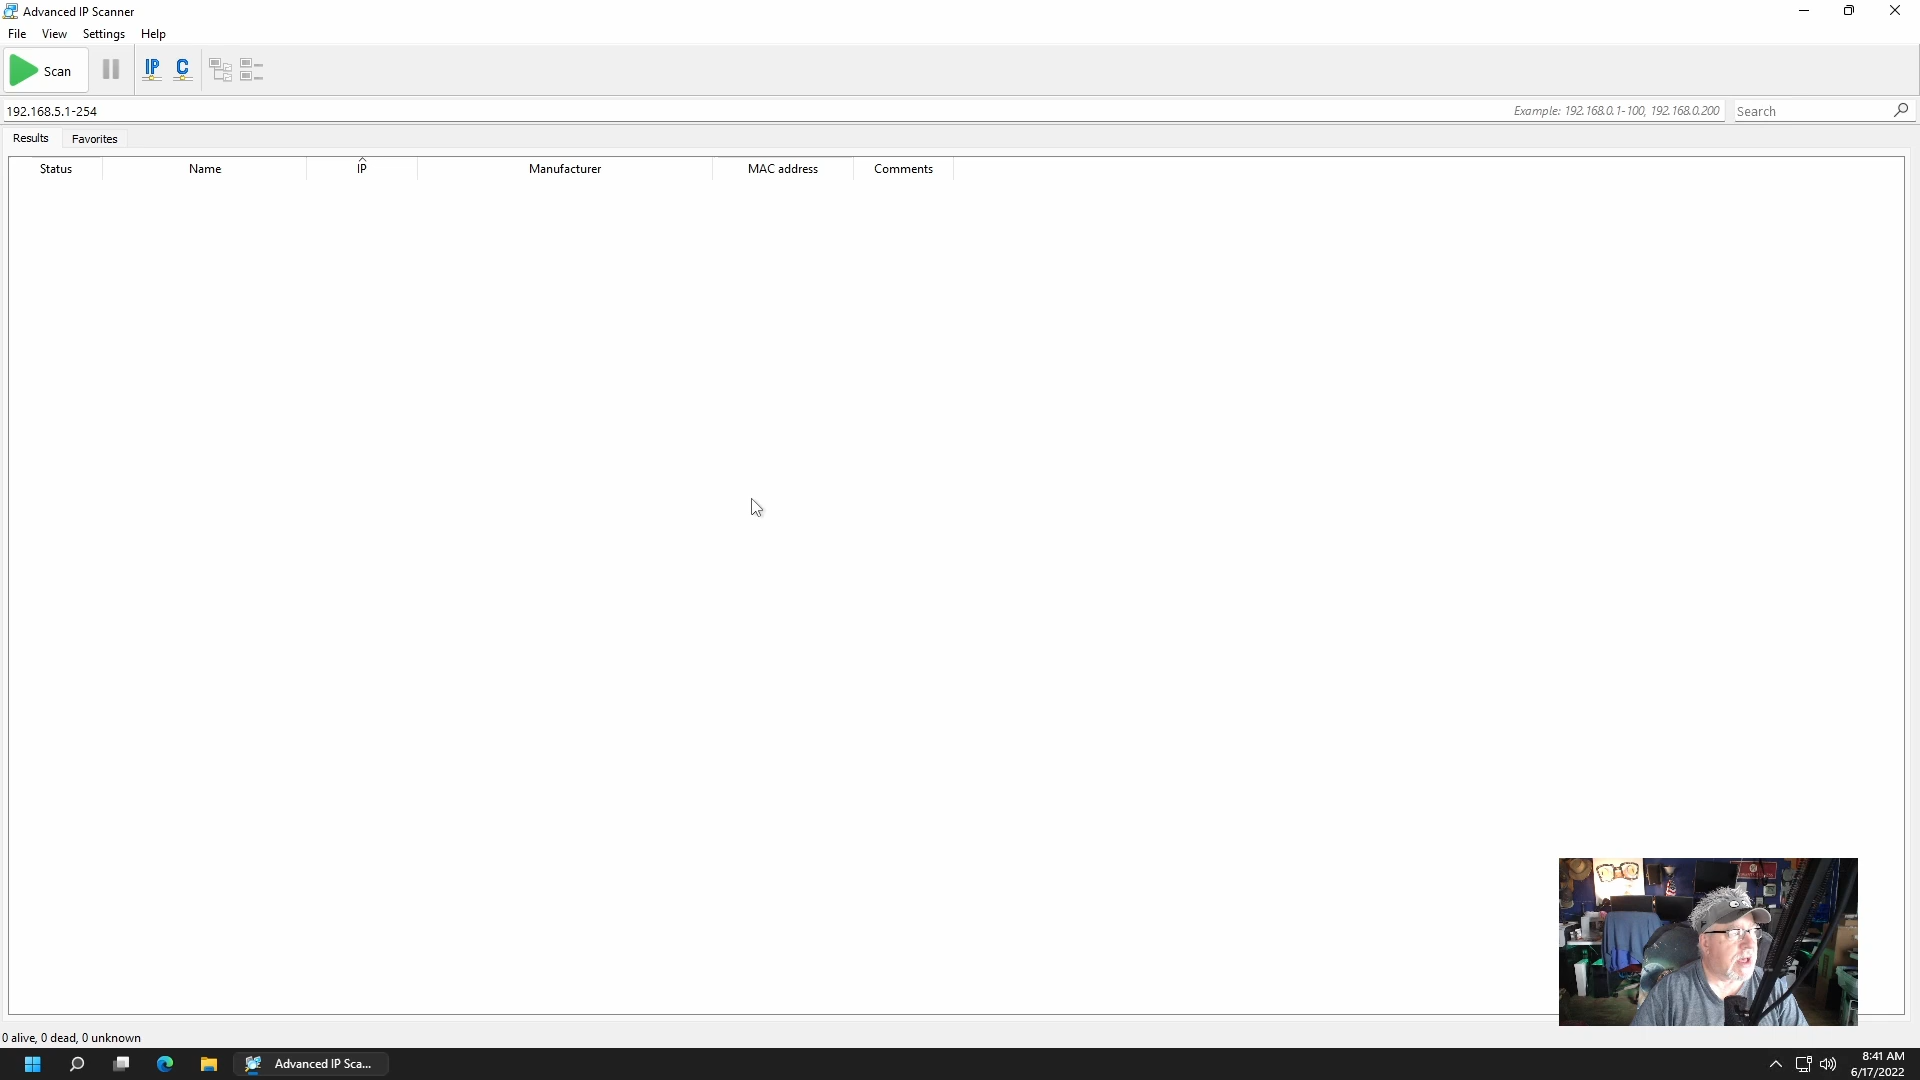 Advanced IP Scanner
File View Settings Help
Scan IP C
192.168.5.1-254 Example: 192.168.0.1-100, 192.168.0.200 Search
Results Favorites
Status Name IP Manufacturer MAC address Comments
0 alive, 0 dead, 0 unknown
Advanced IP Sca... 8:41 AM
6/17/2022